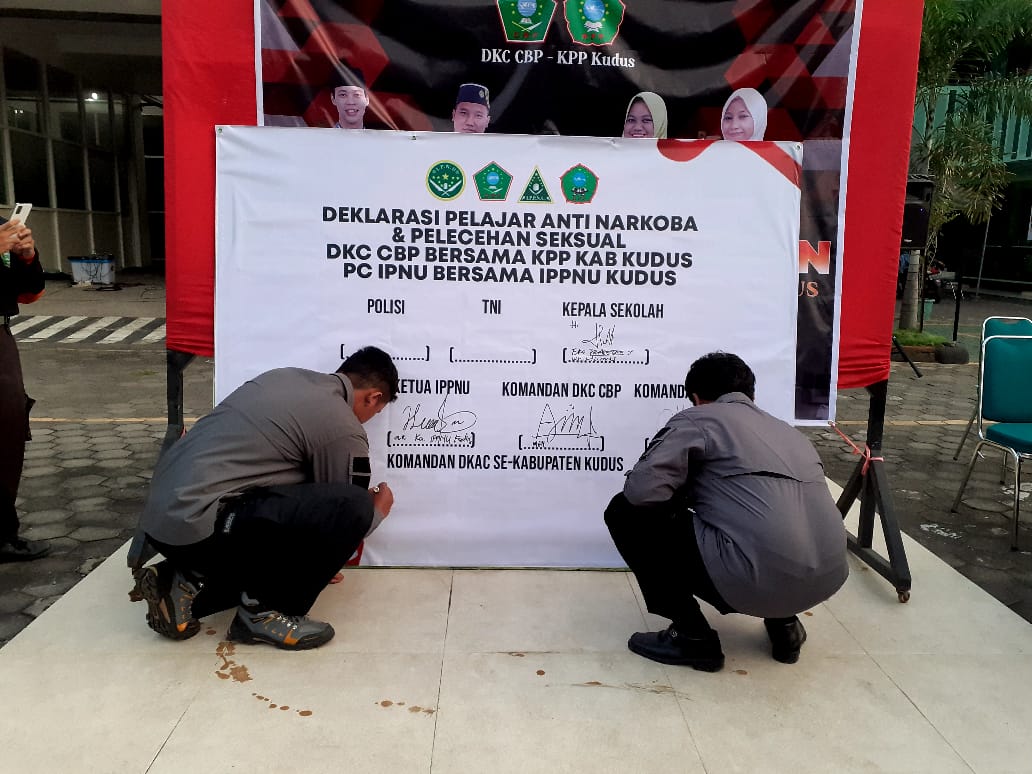 DKC CBP - KPP Kudus
DEKLARASI PELAJAR ANTI NARKOBA
& PELECEHAN SEKSUAL
DKC CBP BERSAMA KPP KAB KUDUS
PC IPNU BERSAMA IPPNU KUDUS
POLISI TNI KEPALA SEKOLAH
KETUA IPPNU KOMANDAN DKC CBP
KOMANDAN DKAC SE-KABUPATEN KUDUS